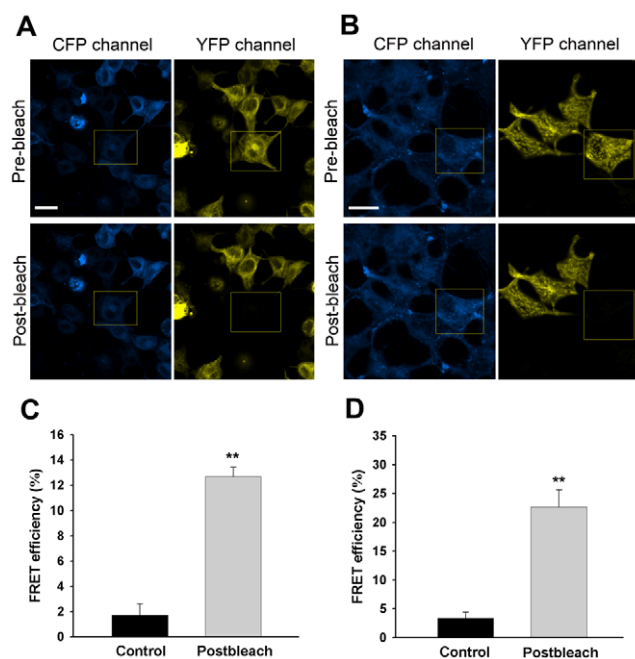 A
B
CFP channel
YFP channel
CFP channel
YFP channel
Pre-bleach
Pre-bleach
Post-bleach
Post-bleach
C
D
FRET efficiency (%)
16
14
12
10
8
6
4
2
0
**
Control
Postbleach
FRET efficiency (%)
35
30
25
20
15
10
5
0
**
Control
Postbleach